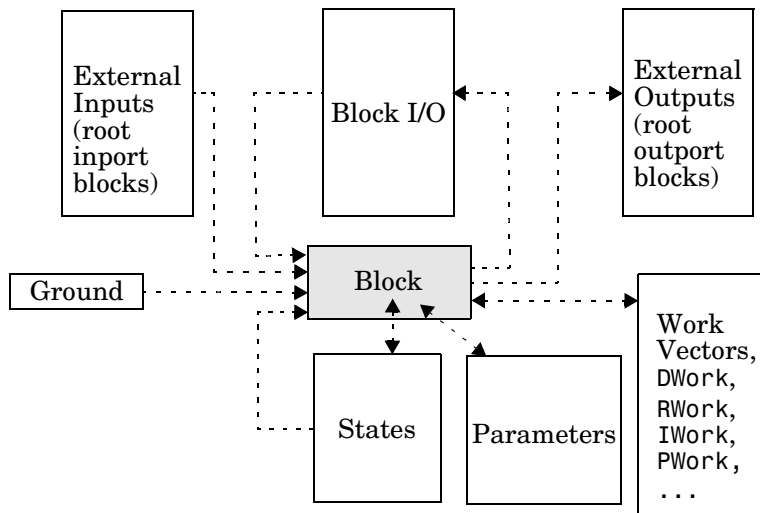 External
Inputs
(root
inport
blocks)
Block I/O
External
Outputs
(root
outport
blocks)
Block
Ground
Work
Vectors,
DWork,
RWork,
IWork,
PWork,
...
States
Parameters